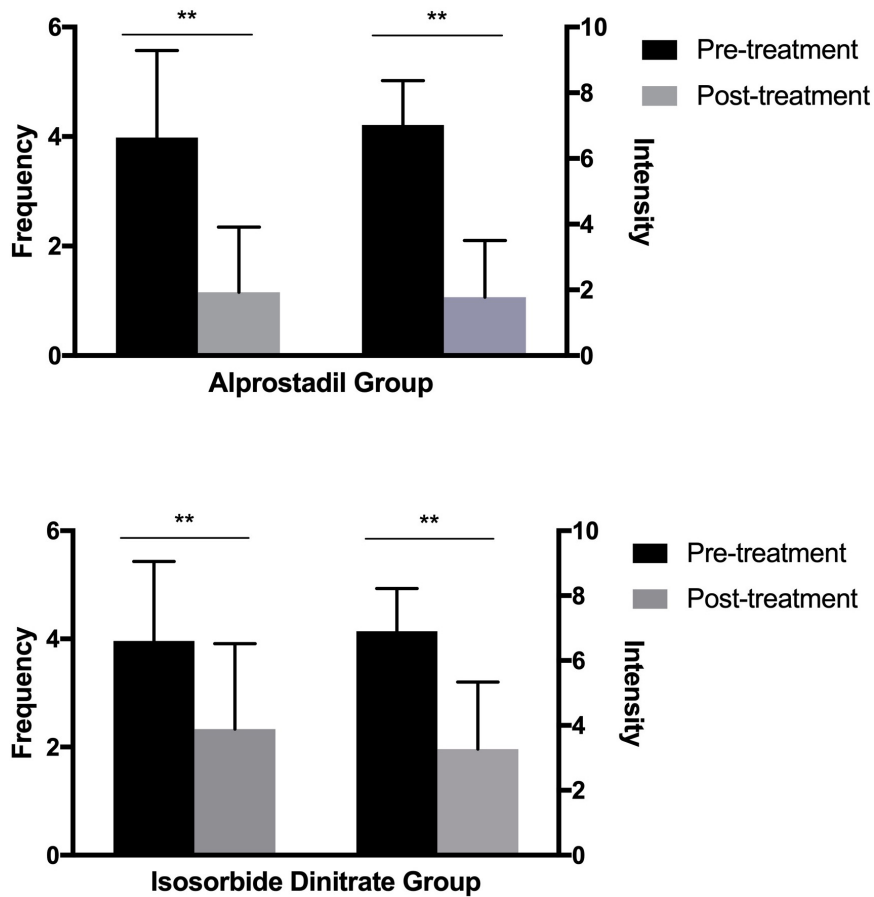 **
**
6
4
2
0
Frequency
10
8
6
4
2
0
Intensity
Pre-treatment
Post-treatment
Alprostadil Group
**
**
6
4
2
0
Frequency
10
8
6
4
2
0
Intensity
Pre-treatment
Post-treatment
Isosorbide Dinitrate Group